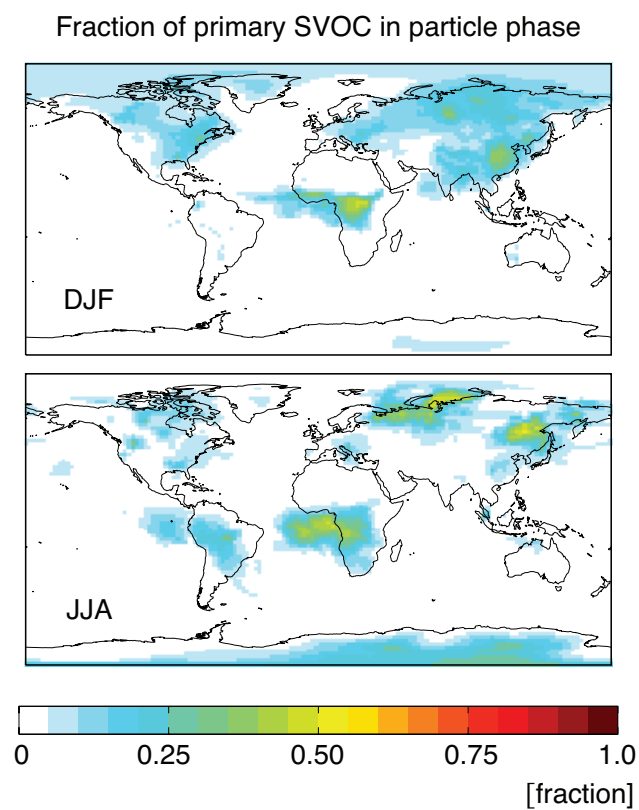 Fraction of primary SVOC in particle phase
DJF
JJA
0 0.25 0.50 0.75 1.0
[fraction]